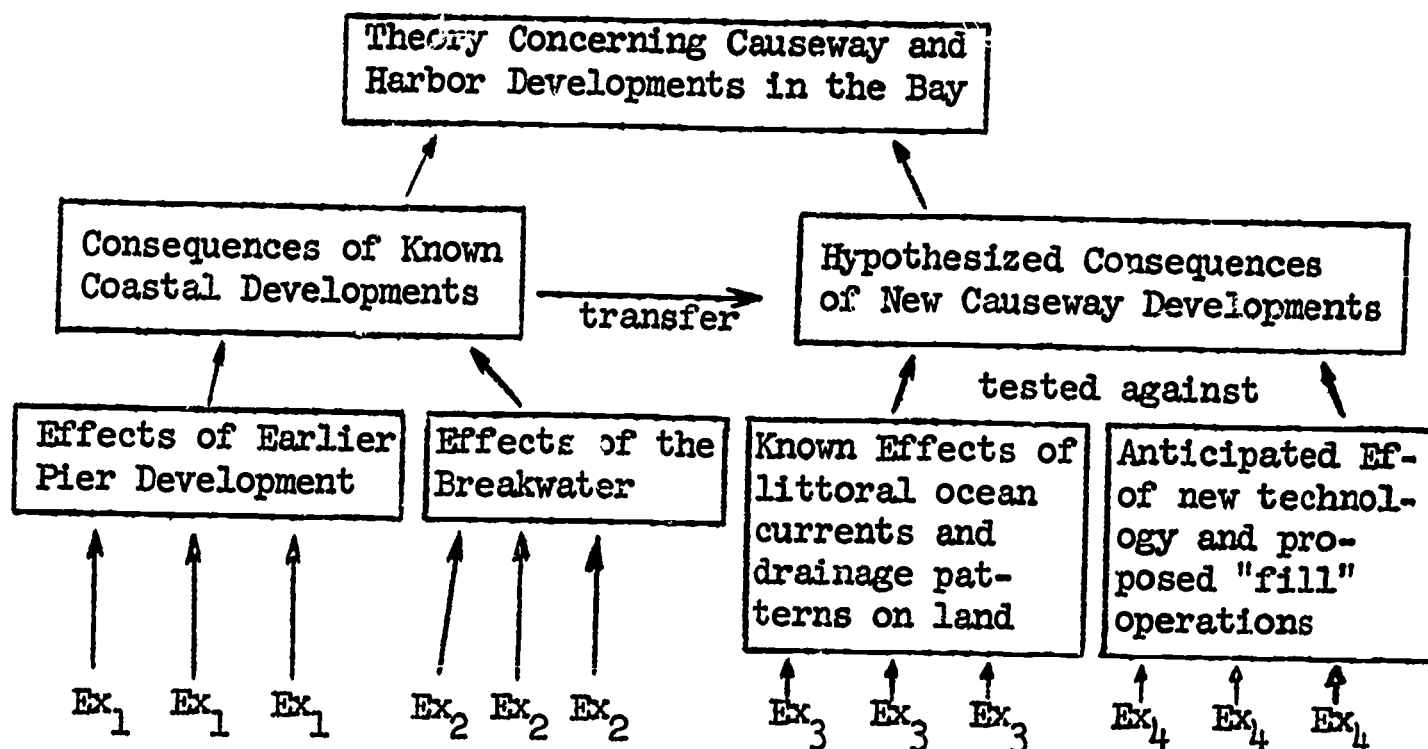 Theory Concerning Causeway and
Harbor Developments in the Bay
Consequences of Known
Coastal Developments
transfer
Hypothesized Consequences
of New Causeway Developments
tested against
Effects of Earlier
Pier Development
Effects of the
Breakwater
Known Effects of
littoral ocean
currents and
drainage pat-
terns on land
Anticipated Ef-
of new technol-
ogy and pro-
posed "fill"
operations
Ex₁ Ex₁ Ex₁ Ex₂ Ex₂ Ex₂ Ex₃ Ex₃ Ex₃ Ex₄ Ex₄ Ex₄